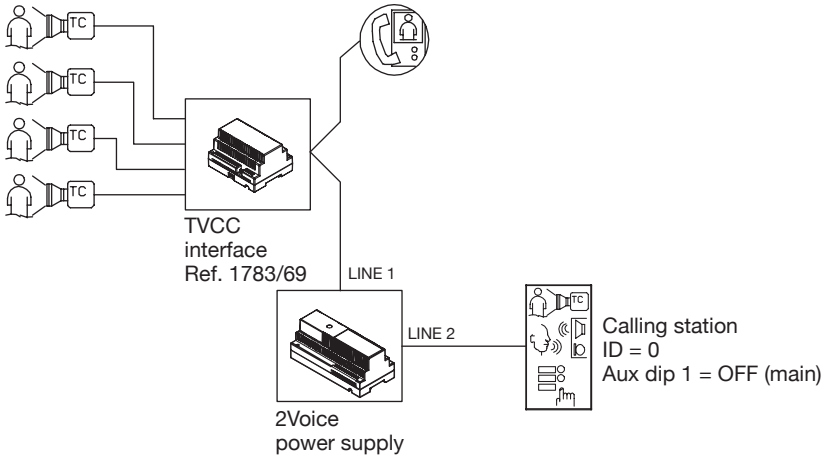 TC
TC
TC
TC
TVCC
interface
Ref. 1783/69
LINE 1
LINE 2
TC
Calling station
ID = 0
Aux dip 1 = OFF (main)
2Voice
power supply